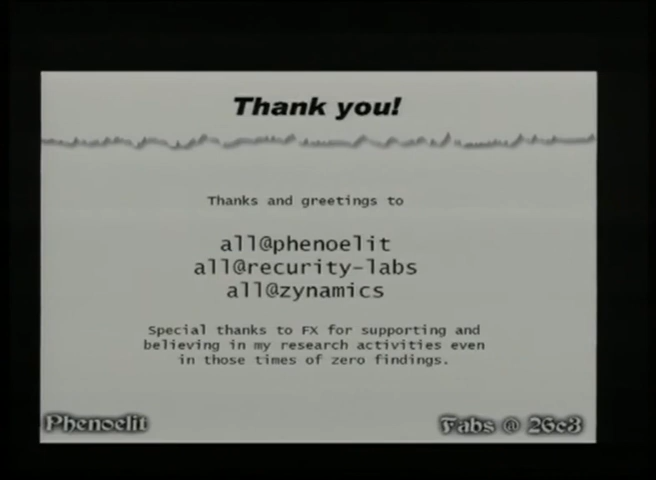 Thank you!
Thanks and greetings to
all@phenoelit
all@recurity-labs
all@zynamics
Special thanks to FX for supporting and
believing in my research activities even
in those times of zero findings.
Phenoelit
Fabs @ 26c3